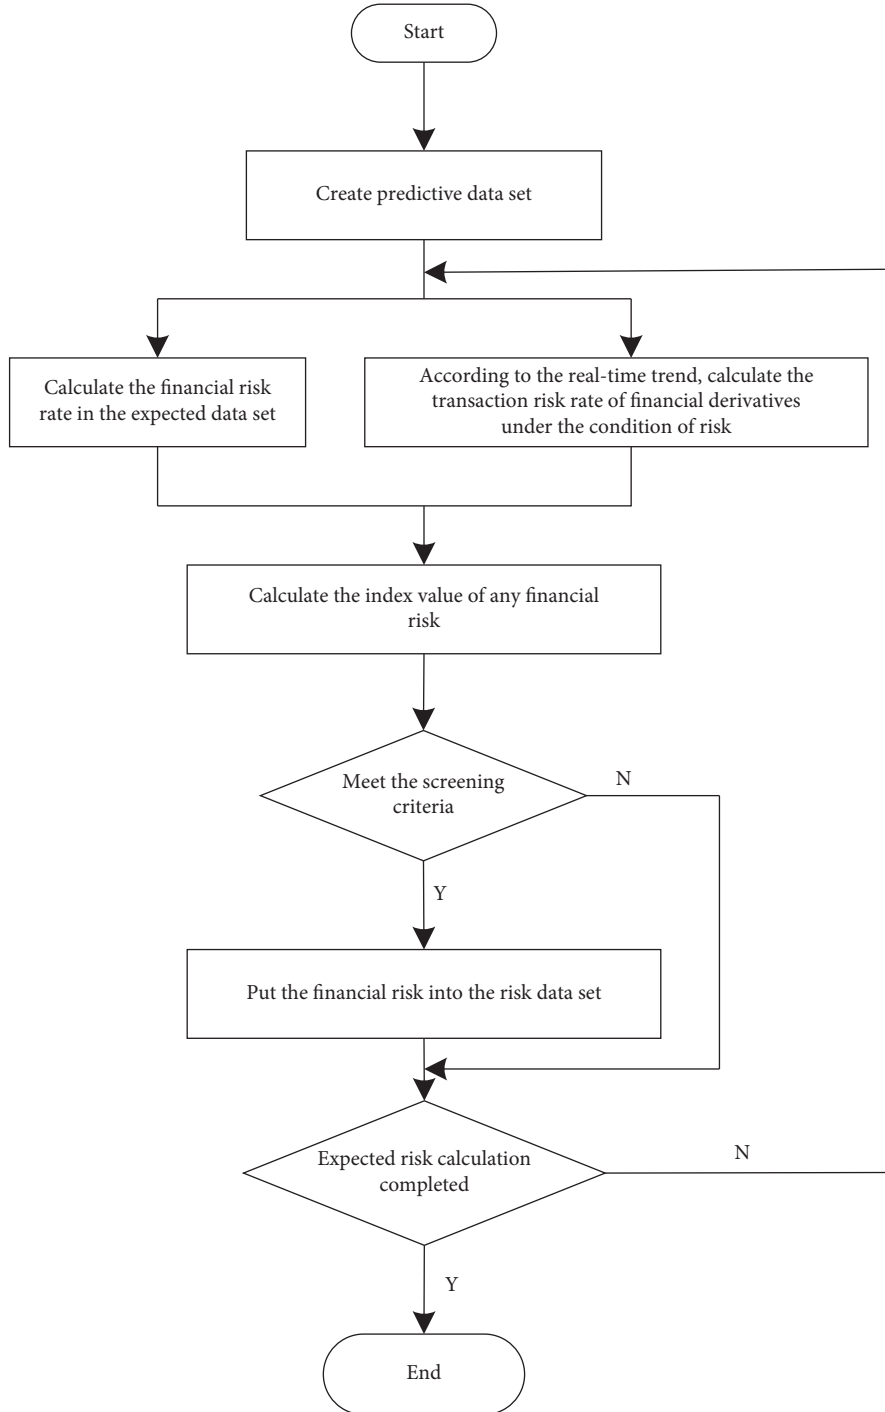 Start
Create predictive data set
Calculate the financial risk
rate in the expected data set
According to the real-time trend, calculate the
transaction risk rate of financial derivatives
under the condition of risk
Calculate the index value of any financial
risk
Meet the screening
criteria
N
Y
Put the financial risk into the risk data set
Expected risk calculation
completed
N
Y
End